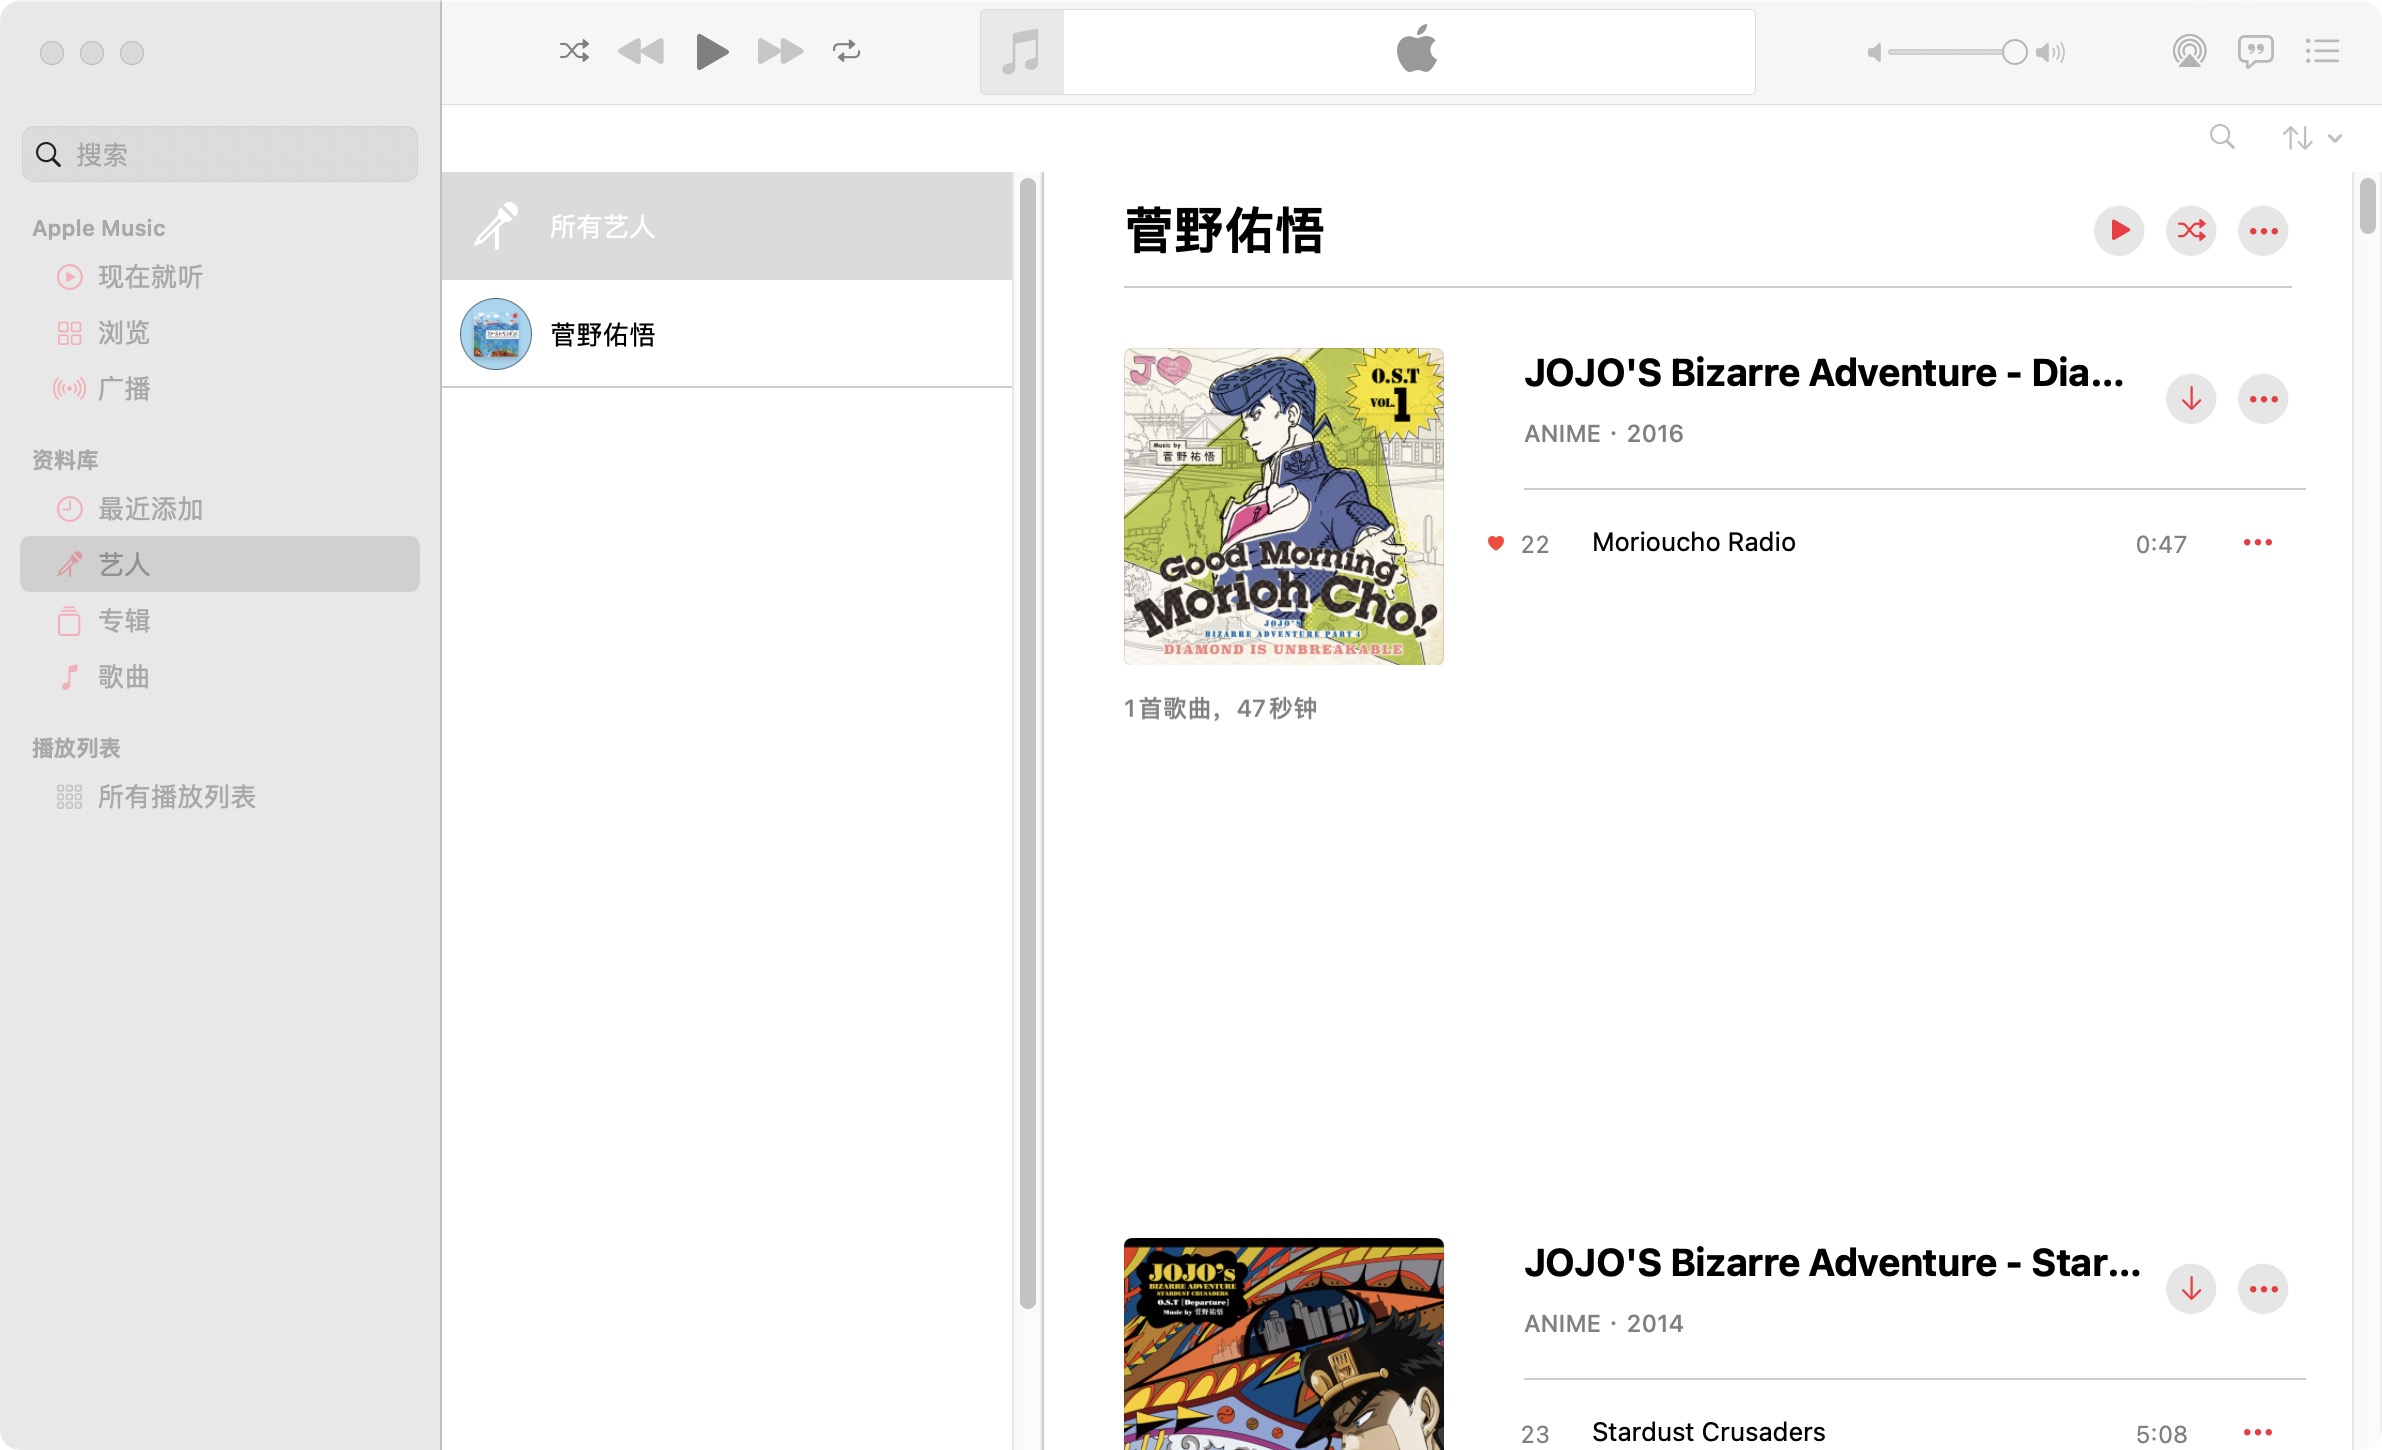 搜索
Apple Music
现在就听
浏览
广播
资料库
最近添加
艺人
专辑
歌曲
播放列表
所有播放列表
所有艺人
菅野佑悟
菅野佑悟
JO
O.S.T
VOL.1
Music by
菅野祐悟
Good Morning
Morioh Cho!
JOJO'S
BIZARRE ADVENTURE PART 4
DIAMOND IS UNBREAKABLE
1首歌曲，47秒钟
JOJO'S Bizarre Adventure - Dia...
ANIME · 2016
22 Morioucho Radio 0:47
JOJO's
BIZARRE ADVENTURE
STARDUST CRUSADERS
O.S.T [Departure]
Music by 菅野祐悟
JOJO'S Bizarre Adventure - Star...
ANIME · 2014
23 Stardust Crusaders 5:08